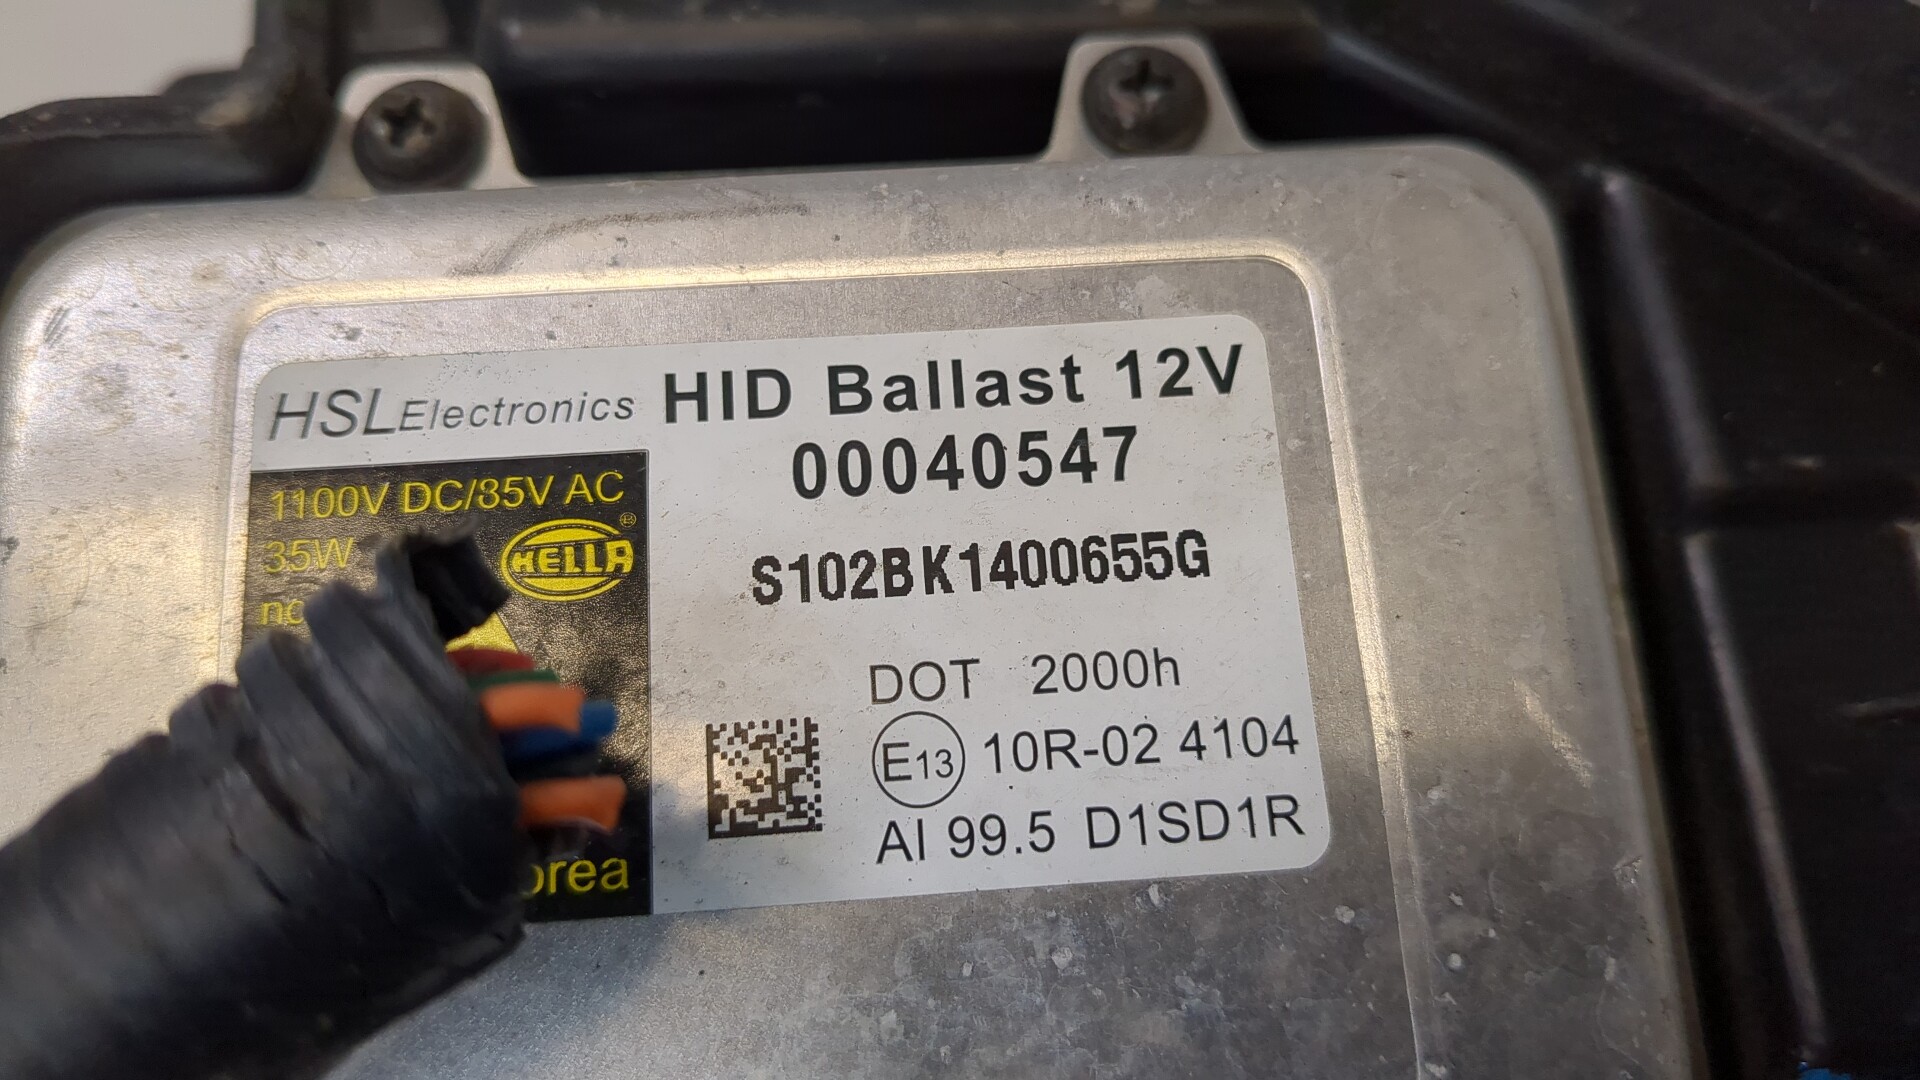 HSL Electronics HID Ballast 12V
00040547
1100V DC/85V AC
35W
HELLA ®
S102BK1400655G
DOT 2000h
E13 10R-02 4104
AI 99.5 D1SD1R